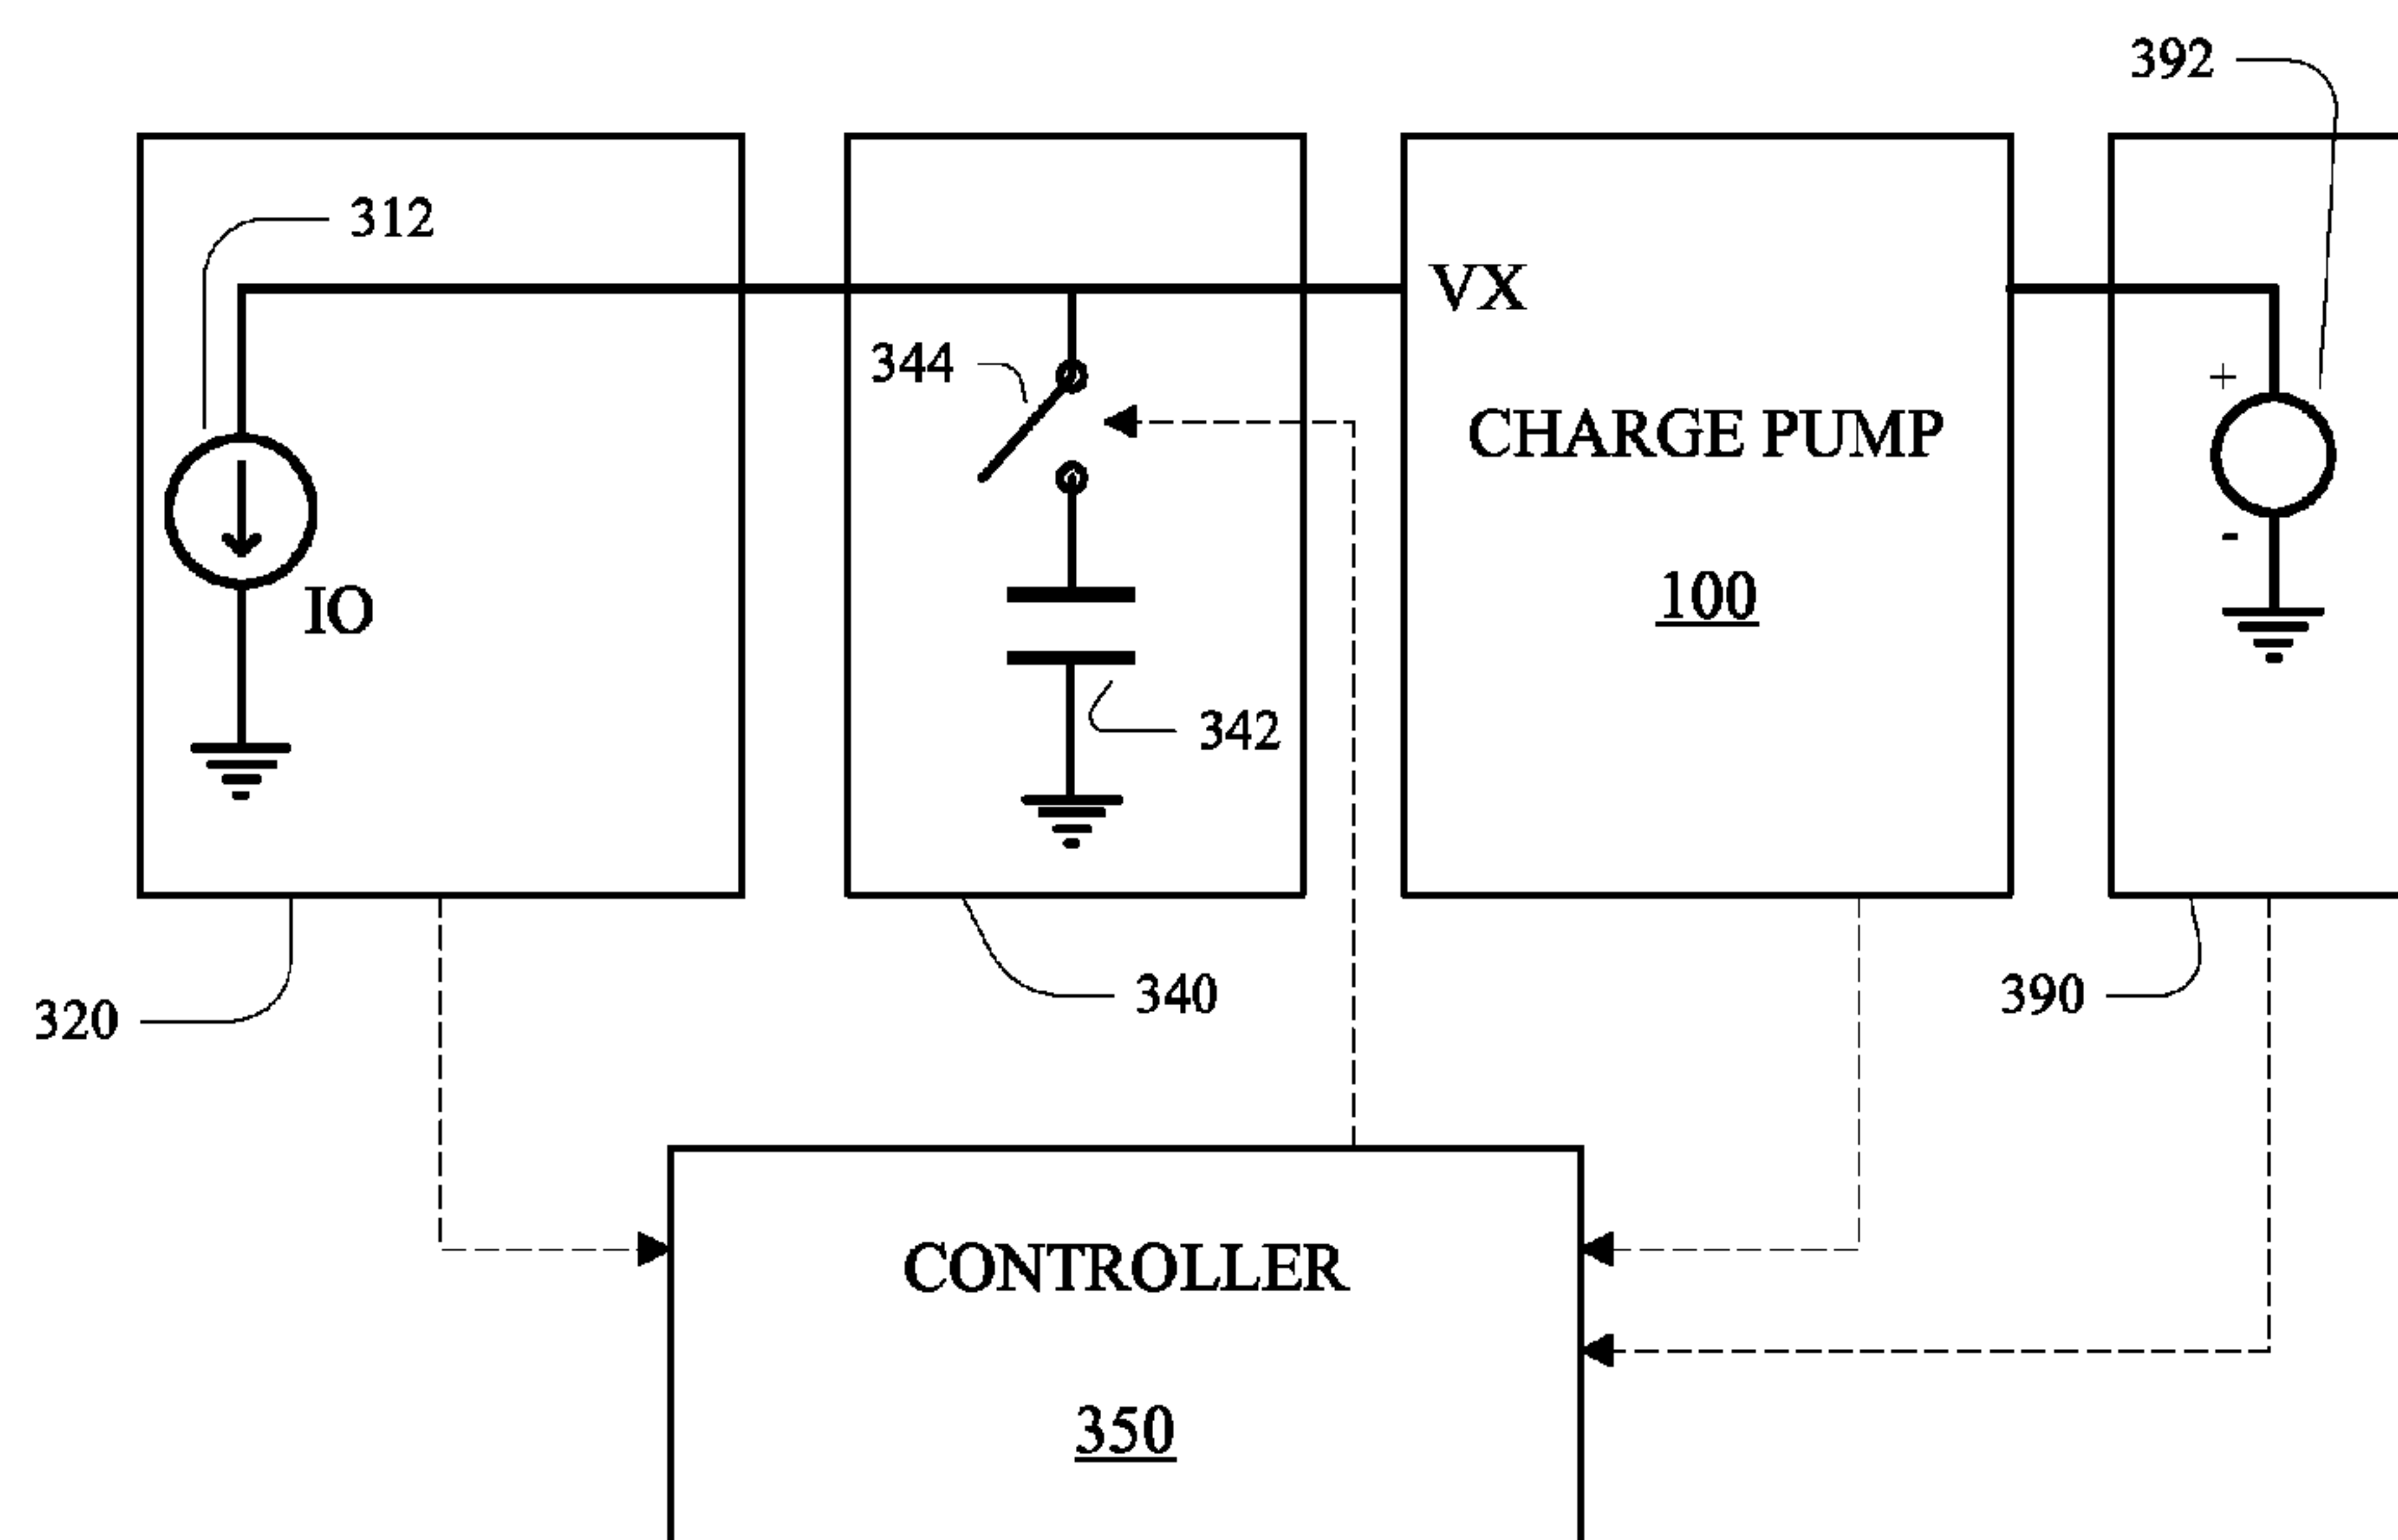 392
312
VX
344
CHARGE PUMP
+
-
100
IO
342
340
390
320
CONTROLLER
350